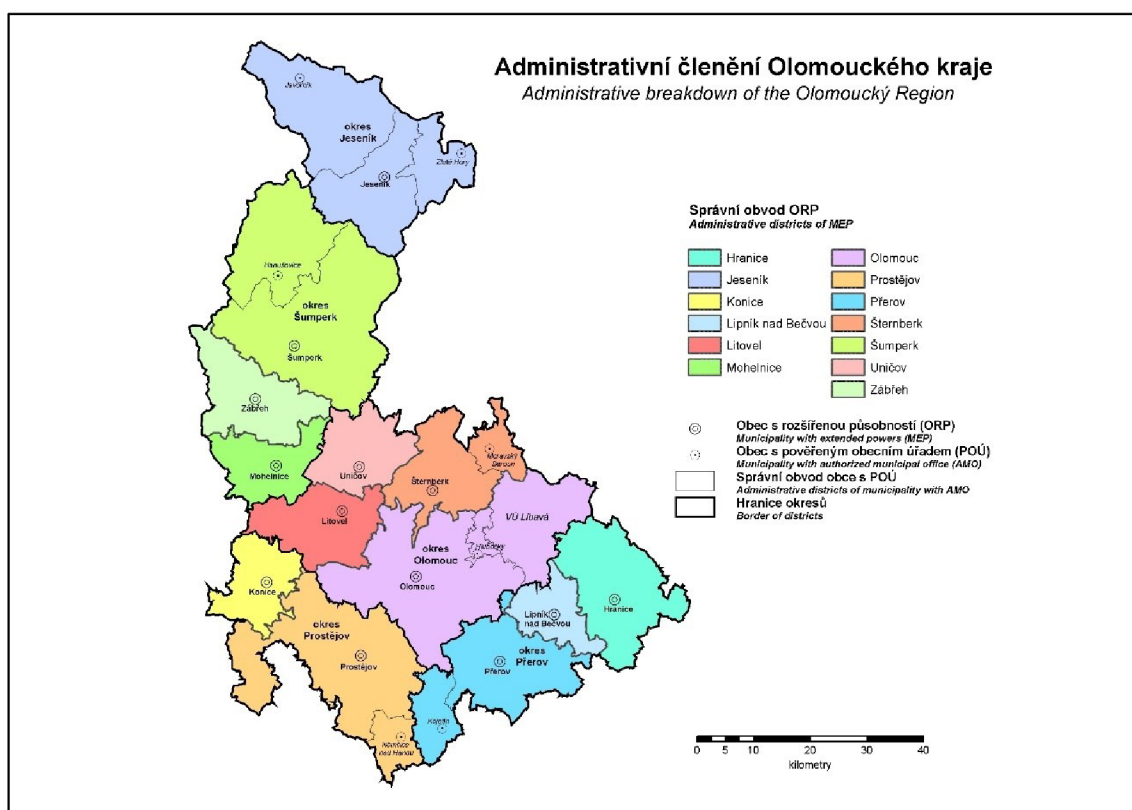 Administrativní členění Olomouckého kraje
Administrative breakdown of the Olomoucký Region
Javorník
okres
Jeseník
Zlaté Hory
Jeseník
Správní obvod ORP
Administrative districts of MEP
Hranice
Olomouc
Jeseník
Prostějov
Konice
Přerov
Lipník nad Bečvou
Šternberk
Litovel
Šumperk
Mohelnice
Uničov
Zábřeh
Hanušovice
okres
Šumperk
Šumperk
Zábřeh
Obec s rozšířenou působností (ORP)
Municipality with extended powers (MEP)
Obec s pověřeným obecním úřadem (POÚ)
Municipality with authorized municipal office (AMO)
Správní obvod obce s POÚ
Administrative districts of municipality with AMO
Hranice okresů
Border of districts
Mohelnice
Uničov
Moravský
Beroun
Šternberk
Litovel
VÚ Libavá
Hlubočky
okres
Olomouc
Olomouc
Konice
Hranice
Lipník
nad Bečvou
okres
Prostějov
Prostějov
okres
Přerov
Přerov
Kojetín
Němčice
nad Hanou
0 5 10 20 30 40
kilometry